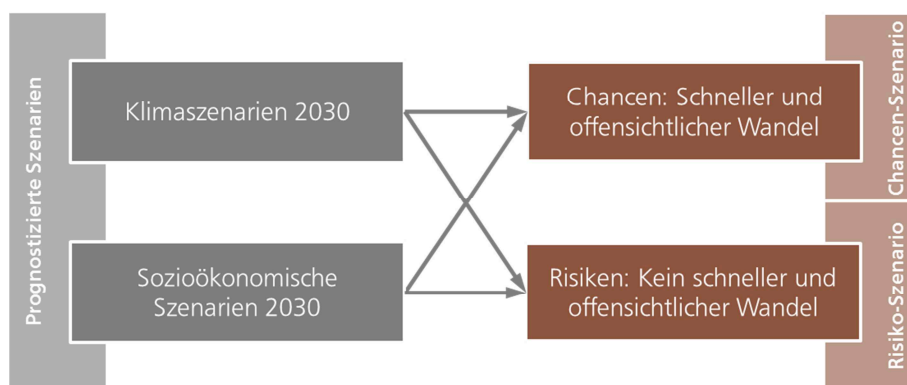 Prognostizierte Szenarien
Klimaszenarien 2030
Sozioökonomische
Szenarien 2030
Chancen: Schneller und
offensichtlicher Wandel
Risiken: Kein schneller und
offensichtlicher Wandel
Chancen-Szenario
Risiko-Szenario